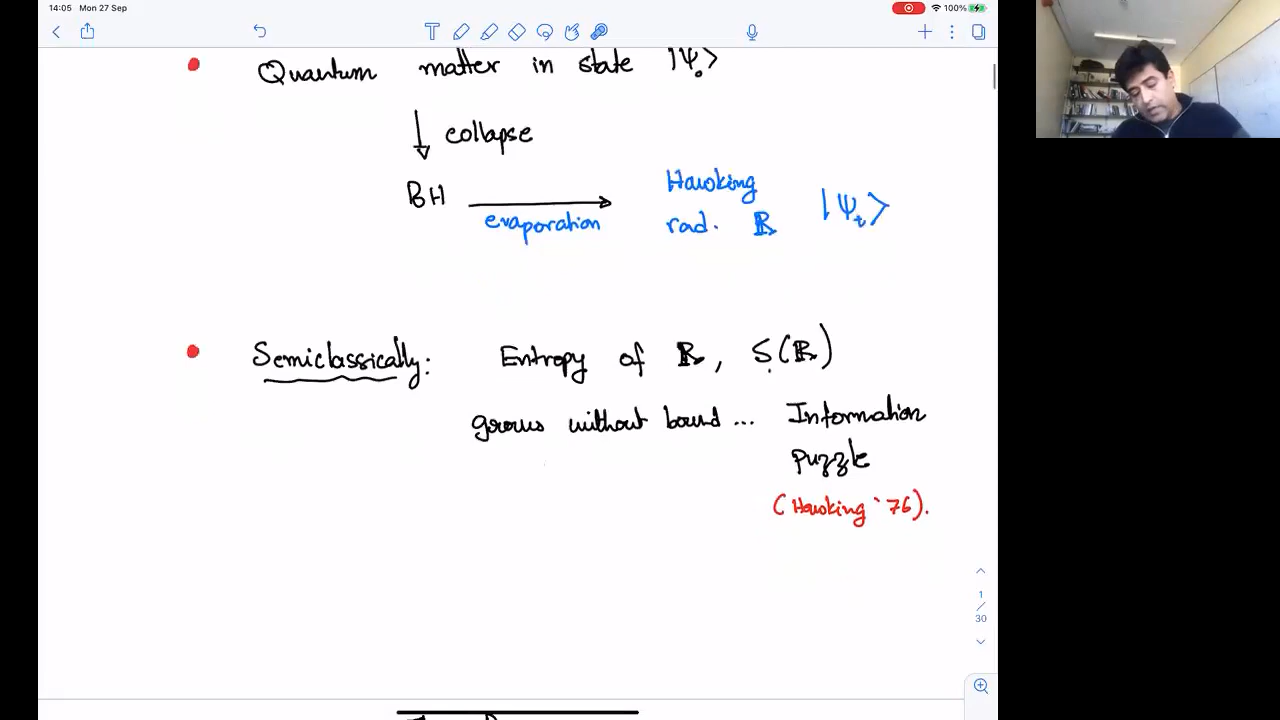 14:05 Mon 27 Sep
100%
Quantum matter in state |Ψ₀⟩
collapse
BH
evaporation
Hawking
rad. ℝ |Ψₜ⟩
Semiclassically: Entropy of ℝ, S(ℝ)
grows without bound ... Information
puzzle
(Hawking '76).
1
/
30